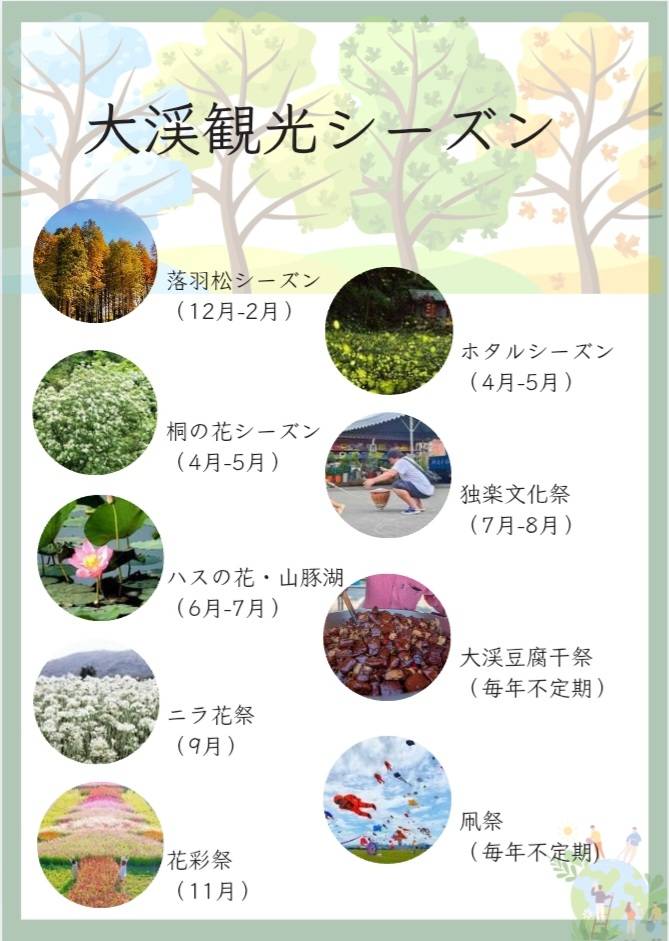 大渓観光シーズン
落羽松シーズン
（12月-2月）
ホタルシーズン
（4月-5月）
桐の花シーズン
（4月-5月）
独楽文化祭
（7月-8月）
ハスの花・山豚湖
（6月-7月）
大渓豆腐干祭
（毎年不定期）
ニラ花祭
（9月）
凧祭
（毎年不定期)
花彩祭
（11月）